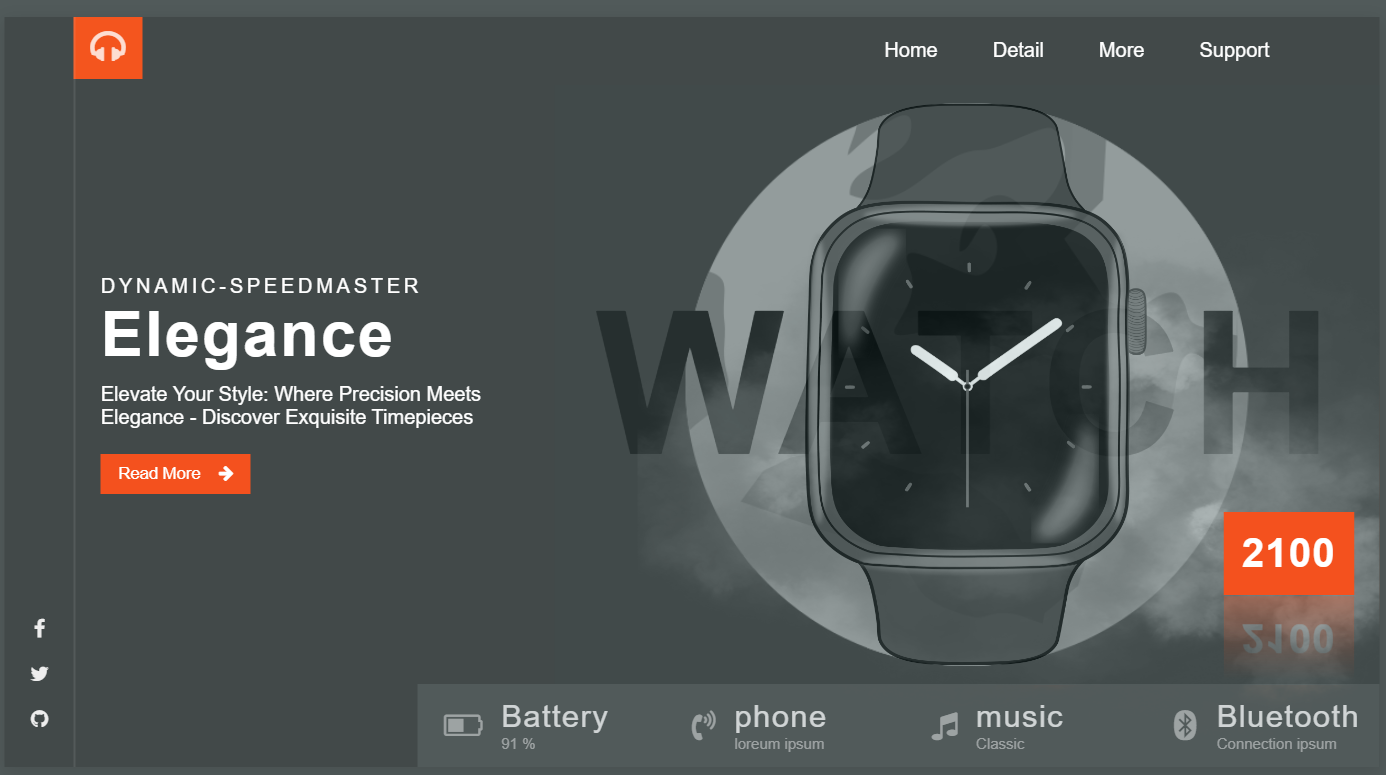 Home Detail More Support
DYNAMIC-SPEEDMASTER
Elegance
Elevate Your Style: Where Precision Meets
Elegance - Discover Exquisite Timepieces
Read More
WATCH
2100
2100
Battery
91 %
phone
loreum ipsum
music
Classic
Bluetooth
Connection ipsum